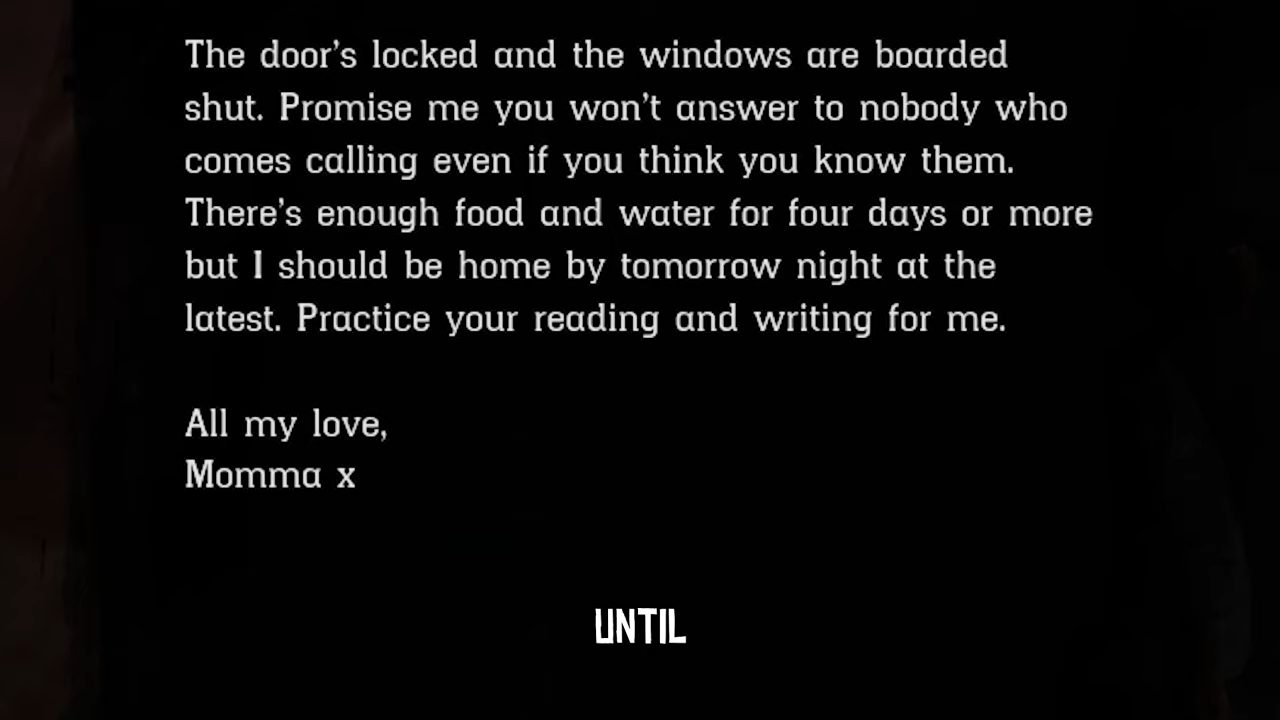 The door’s locked and the windows are boarded
shut. Promise me you won’t answer to nobody who
comes calling even if you think you know them.
There’s enough food and water for four days or more
but I should be home by tomorrow night at the
latest. Practice your reading and writing for me.
All my love,
Momma x
UNTIL